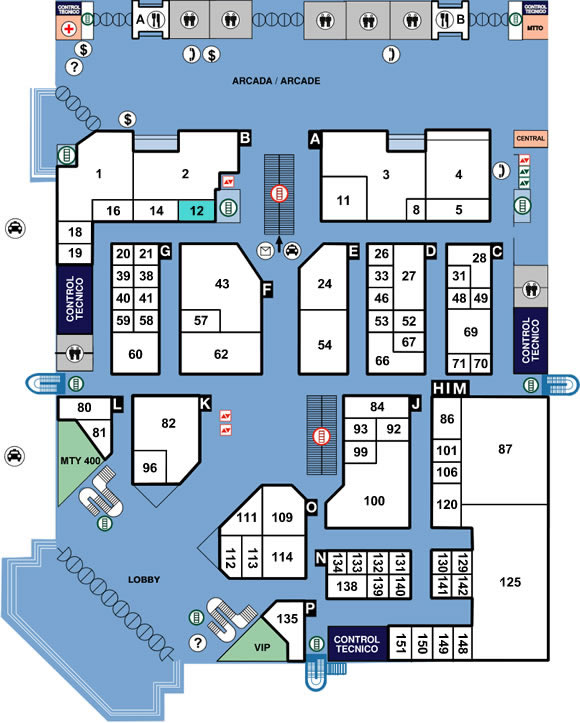 CONTROL
TECNICO
A
B
CONTROL
TECNICO
MTTO
$
?
$
ARCADA / ARCADE
$
B
A
CENTRAL
1
2
3
4
11
16
14
12
8
5
18
19
G
F
E
D
C
20
21
39
38
40
41
59
58
60
43
57
62
24
54
26
33
27
46
53
52
67
66
28
31
48
49
69
71
70
CONTROL
TECNICO
CONTROL
TECNICO
L
K
J
H I M
80
81
MTY 400
82
96
84
93
92
99
100
86
101
106
120
87
125
O
111
109
112
113
114
N
134
133
132
131
138
139
140
130
129
141
142
LOBBY
P
135
?
VIP
CONTROL
TECNICO
151
150
149
148